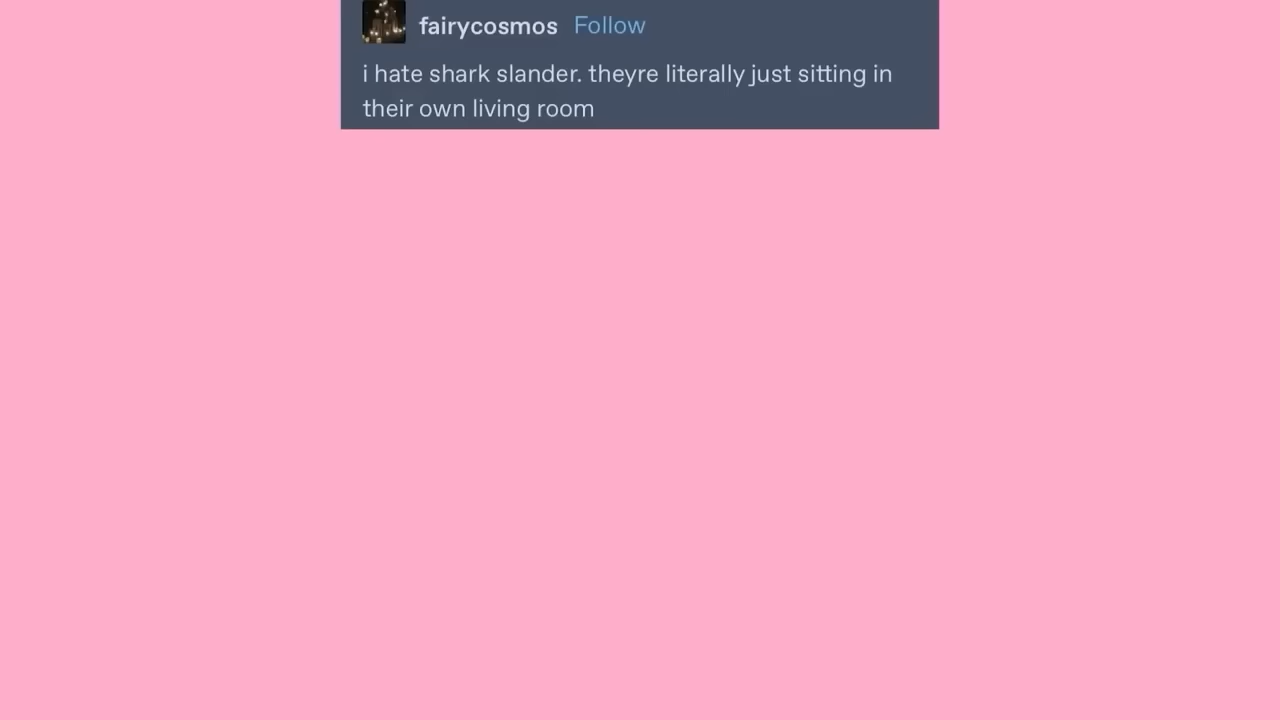 fairycosmos Follow
i hate shark slander. theyre literally just sitting in
their own living room